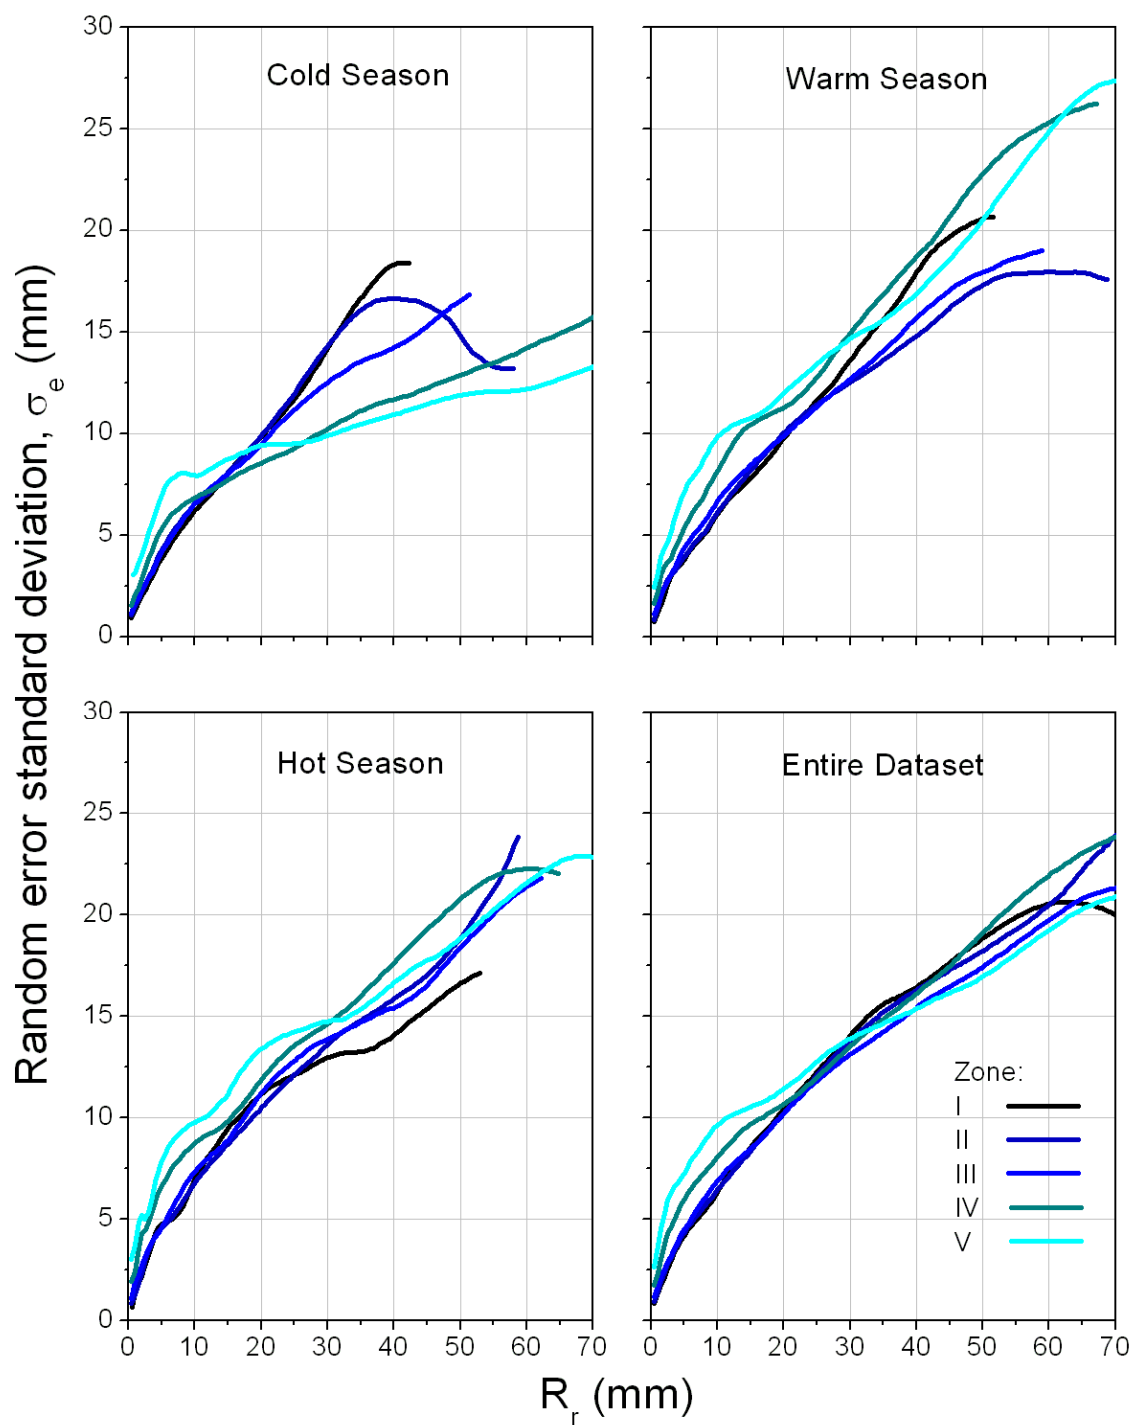 Random error standard deviation, σe (mm)
30
25
20
15
10
5
0
Cold Season
Warm Season
30
25
20
15
10
5
0
Hot Season
Entire Dataset
Zone:
I
II
III
IV
V
0 10 20 30 40 50 60 70
0 10 20 30 40 50 60 70
Rr (mm)